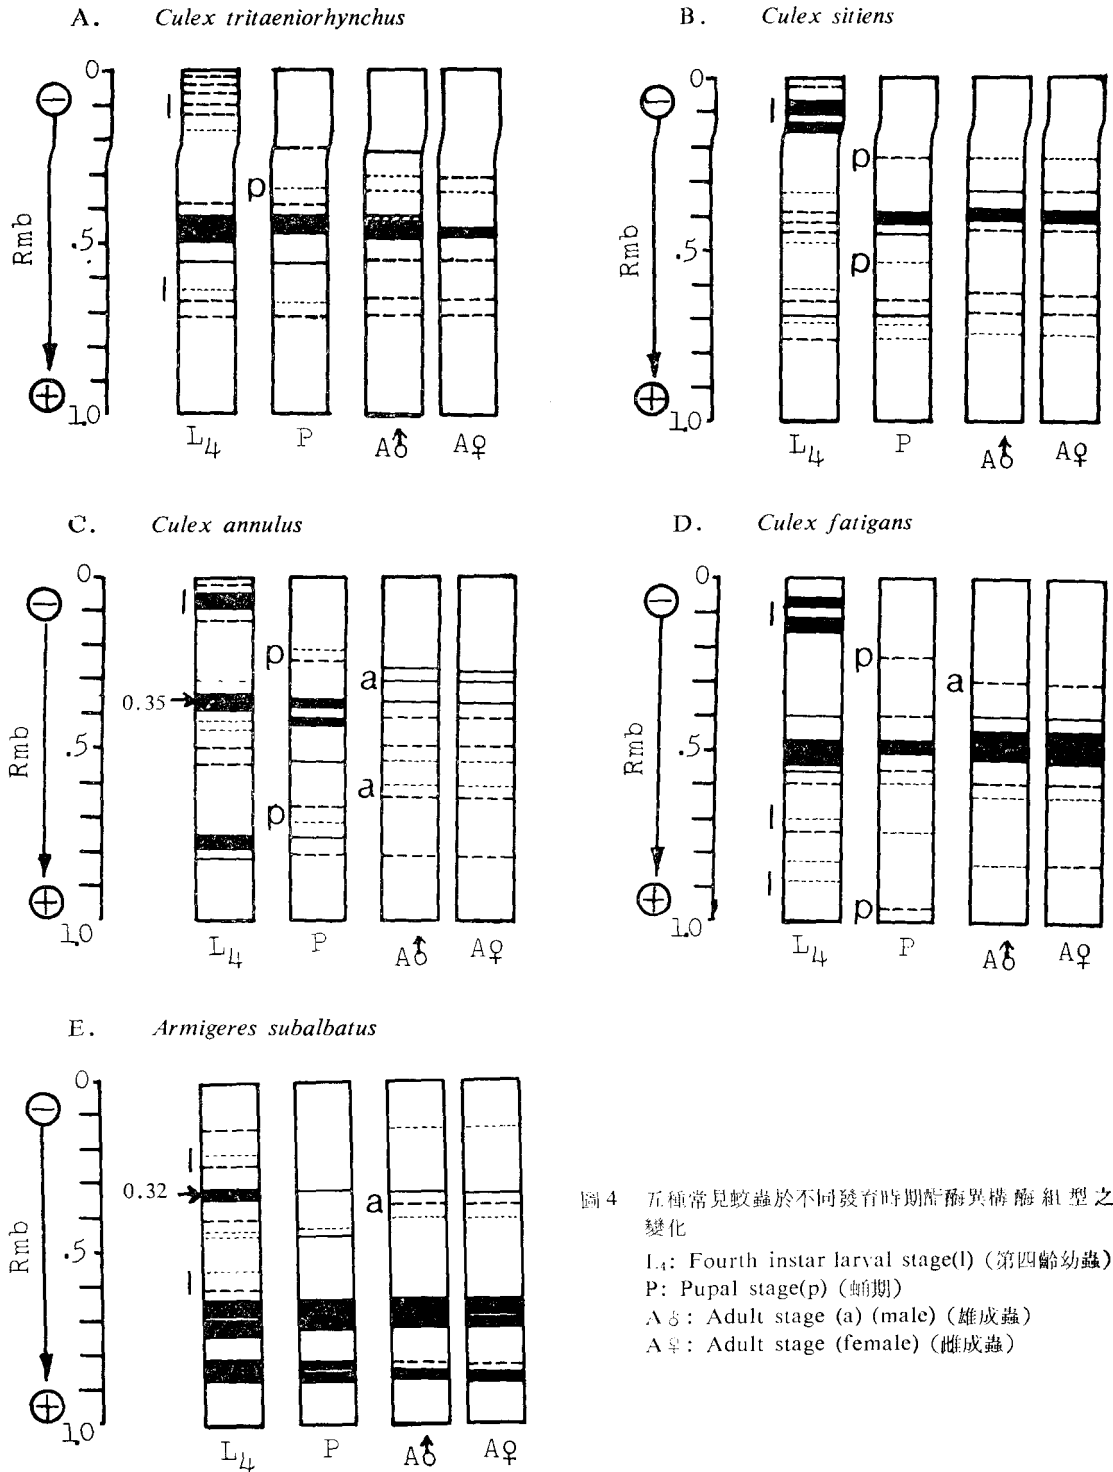 A. Culex tritaeniorhynchus
B. Culex sitiens
0
l
p
Rmb
.5
l
1.0
L4 P A♂ A♀
0
l
p
Rmb
.5
p
1.0
L4 P A♂ A♀
C. Culex annulus
D. Culex fatigans
0
l
p
a
0.35
Rmb
.5
a
p
1.0
L4 P A♂ A♀
0
l
p
a
Rmb
.5
l
l
p
1.0
L4 P A♂ A♀
E. Armigeres subalbatus
0
l
0.32
a
Rmb
.5
l
1.0
L4 P A♂ A♀
圖4 五種常見蚊蟲於不同發育時期酯酶異構酶組型之
變化
L₄: Fourth instar larval stage(l) (第四齡幼蟲)
P: Pupal stage(p) (蛹期)
A♂: Adult stage (a) (male) (雄成蟲)
A♀: Adult stage (female) (雌成蟲)